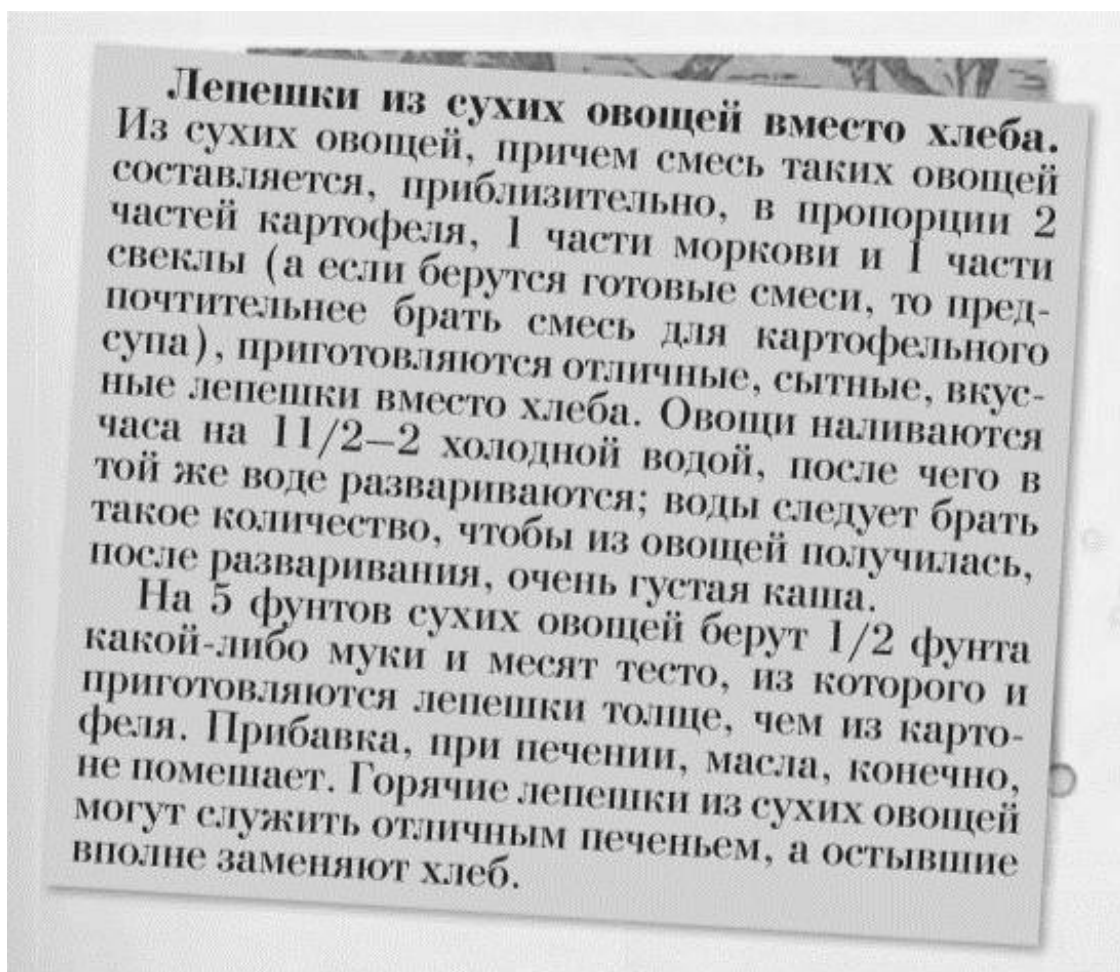 Лепешки из сухих овощей вместо хлеба.
Из сухих овощей, причем смесь таких овощей
составляется, приблизительно, в пропорции 2
частей картофеля, 1 части моркови и 1 части
свеклы (а если берутся готовые смеси, то пред-
почтительнее брать смесь для картофельного
супа), приготовляются отличные, сытные, вкус-
ные лепешки вместо хлеба. Овощи наливаются
часа на 11/2–2 холодной водой, после чего в
той же воде развариваются; воды следует брать
такое количество, чтобы из овощей получилась,
после разваривания, очень густая каша.
На 5 фунтов сухих овощей берут 1/2 фунта
какой-либо муки и месят тесто, из которого и
приготовляются лепешки толще, чем из карто-
феля. Прибавка, при печении, масла, конечно,
не помешает. Горячие лепешки из сухих овощей
могут служить отличным печеньем, а остывшие
вполне заменяют хлеб.